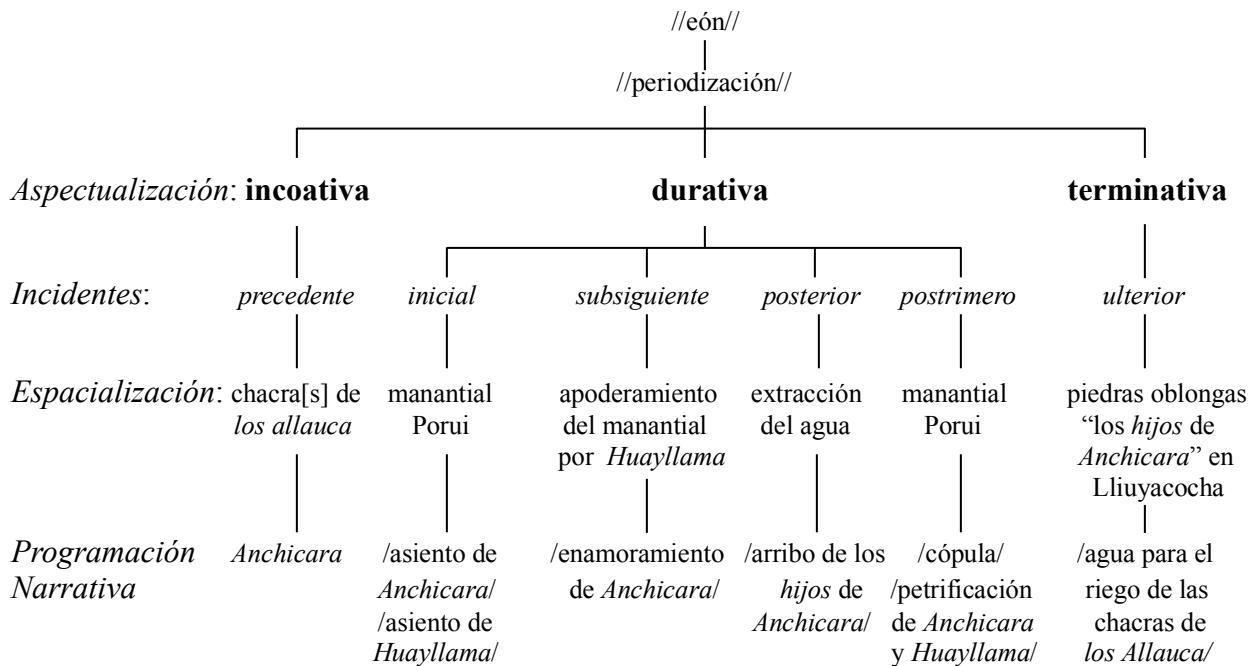 //eón//
//periodización//
Aspectualización: incoativa durativa terminativa
Incidentes: precedente inicial subsiguiente posterior postrimero ulterior
Espacialización: chacra[s] de manantial apoderamiento extracción manantial piedras oblongas
los allauca Porui del manantial del agua Porui “los hijos de
por Huayllama Anchicara” en
Lliuyacocha
Programación Anchicara /asiento de /enamoramiento /arribo de los /cópula/ /agua para el
Narrativa Anchicara/ de Anchicara/ hijos de /petrificación riego de las
/asiento de Anchicara/ de Anchicara chacras de
Huayllama/ y Huayllama/ los Allauca/